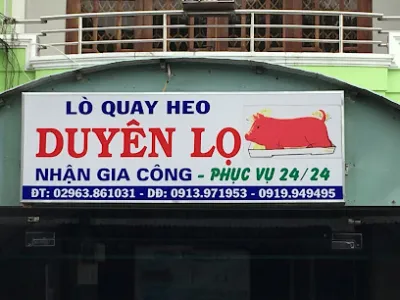 LÒ QUAY HEO
DUYÊN LỌ
NHẬN GIA CÔNG - PHỤC VỤ 24/24
ĐT: 02963.861031 - DĐ: 0913.971953 - 0919.949495